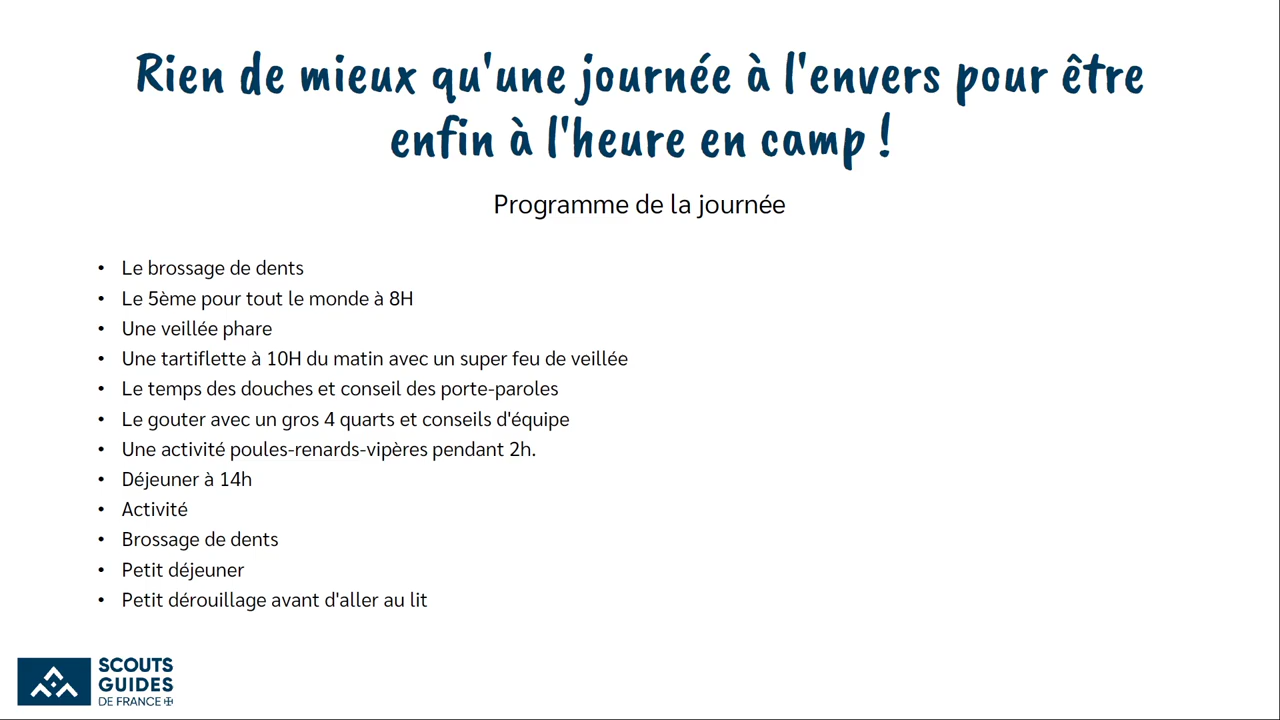 Rien de mieux qu'une journée à l'envers pour être
enfin à l'heure en camp !
Programme de la journée
• Le brossage de dents
• Le 5ème pour tout le monde à 8H
• Une veillée phare
• Une tartiflette à 10H du matin avec un super feu de veillée
• Le temps des douches et conseil des porte-paroles
• Le gouter avec un gros 4 quarts et conseils d'équipe
• Une activité poules-renards-vipères pendant 2h.
• Déjeuner à 14h
• Activité
• Brossage de dents
• Petit déjeuner
• Petit dérouillage avant d'aller au lit
SCOUTS
GUIDES
DE FRANCE